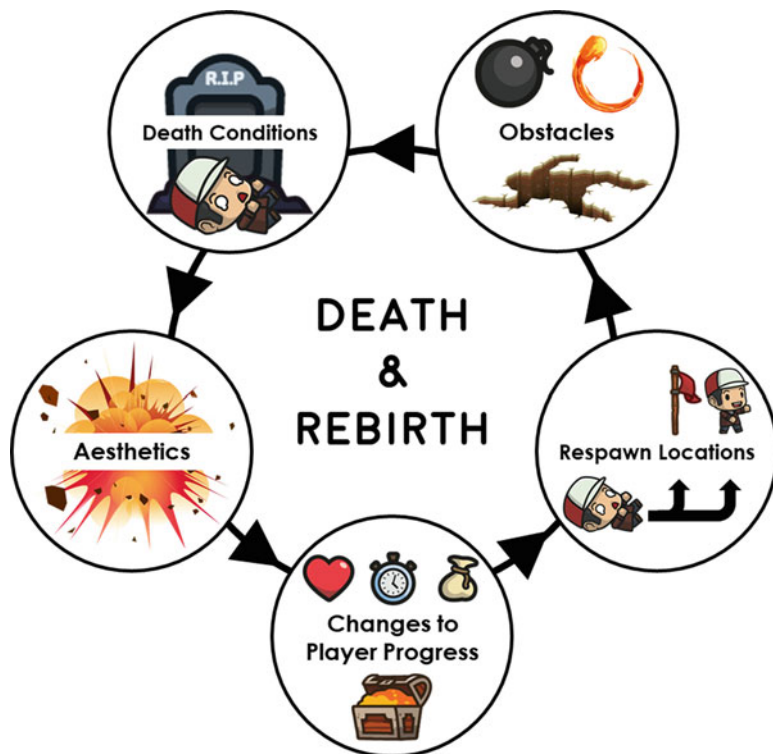 R.I.P
Death Conditions
Obstacles
DEATH
&
REBIRTH
Aesthetics
Respawn Locations
Changes to
Player Progress